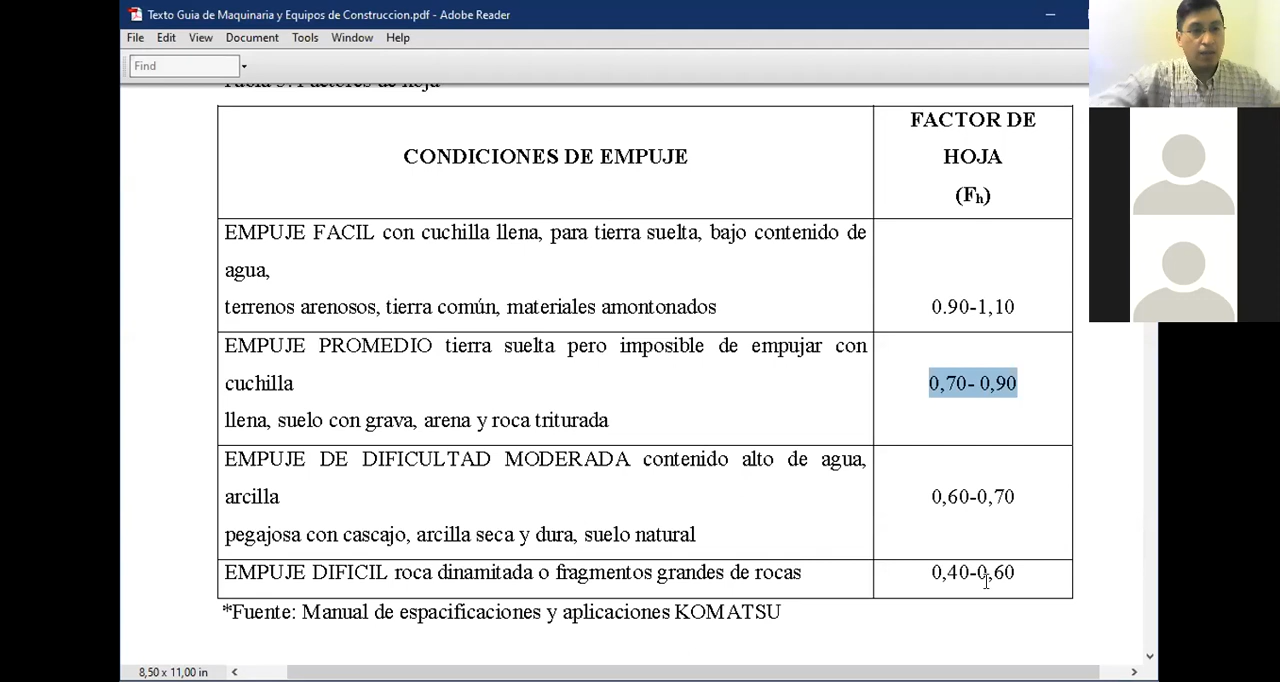 Texto Guia de Maquinaria y Equipos de Construccion.pdf - Adobe Reader
File Edit View Document Tools Window Help
Find
Tabla 3. Factores de hoja
CONDICIONES DE EMPUJE
FACTOR DE
HOJA
(Fh)
EMPUJE FACIL con cuchilla llena, para tierra suelta, bajo contenido de
agua,
terrenos arenosos, tierra común, materiales amontonados
0.90-1,10
EMPUJE PROMEDIO tierra suelta pero imposible de empujar con
cuchilla
llena, suelo con grava, arena y roca triturada
0,70- 0,90
EMPUJE DE DIFICULTAD MODERADA contenido alto de agua,
arcilla
pegajosa con cascajo, arcilla seca y dura, suelo natural
0,60-0,70
EMPUJE DIFICIL roca dinamitada o fragmentos grandes de rocas
0,40-0,60
*Fuente: Manual de espacificaciones y aplicaciones KOMATSU
8,50 x 11,00 in